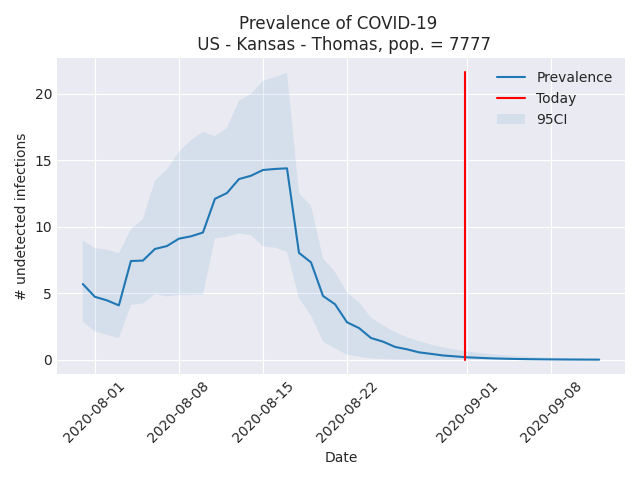 Prevalence of COVID-19
US - Kansas - Thomas, pop. = 7777
Prevalence
Today
95CI
# undetected infections
20
15
10
5
0
2020-08-01
2020-08-08
2020-08-15
2020-08-22
2020-09-01
2020-09-08
Date